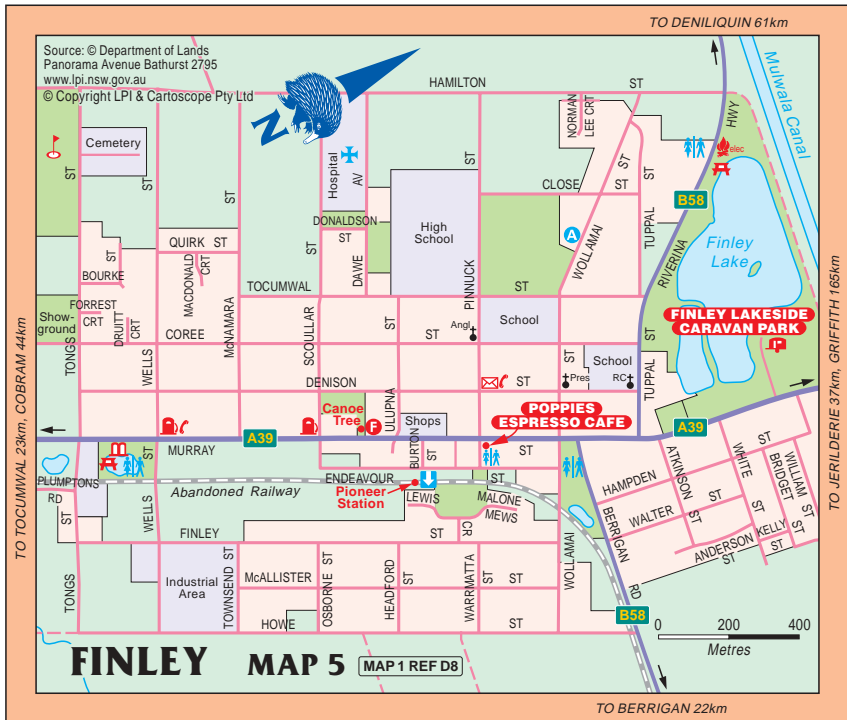 TO DENILIQUIN 61km
Source: © Department of Lands
Panorama Avenue Bathurst 2795
www.lpi.nsw.gov.au
© Copyright LPI & Cartoscope Pty Ltd
N
HAMILTON ST
HWY
Mulwala Canal
Cemetery
ST
ST
ST
Hospital
AV
NORMAN
LEE CRT
elec
CLOSE ST
ST
B58
DONALDSON
ST
High
School
A
WOLLAMAI
TUPPAL
RIVERINA
Finley
Lake
QUIRK ST
ST
DAWE
BOURKE
ST
MACDONALD
CRT
TOCUMWAL
PINNUCK
ST
FORREST
CRT
Show-
ground
DRUITT
CRT
COREE
McNAMARA
SCOULLAR
ST
ST
Angl
School
ST
FINLEY LAKESIDE
CARAVAN PARK
TONGS
WELLS
DENISON
ST
ST
Pres
School
RC
TUPPAL
Canoe
Tree
F
ULUPNA
Shops
POPPIES
ESPRESSO CAFE
A39
A39
MURRAY
ST
BURTON
ST
ST
ST
PLUMPTONS
RD
ST
Abandoned Railway
ENDEAVOUR
Pioneer
Station
LEWIS
MALONE
MEWS
CR
HAMPDEN
ATKINSON
ST
WHITE
ST
BRIDGET
ST
WILLIAM
ST
WALTER
ST
ANDERSON
ST
KELLY
ST
WELLS
FINLEY
ST
BERRIGAN
RD
WOLLAMAI
TONGS
Industrial
Area
TOWNSEND ST
McALLISTER
OSBORNE ST
HEADFORD
ST
WARRMATTA
ST
ST
HOWE
ST
B58
0 200 400
Metres
FINLEY MAP 5
MAP 1 REF D8
TO TOCUMWAL 23km, COBRAM 44km
TO JERILDERIE 37km, GRIFFITH 165km
TO BERRIGAN 22km